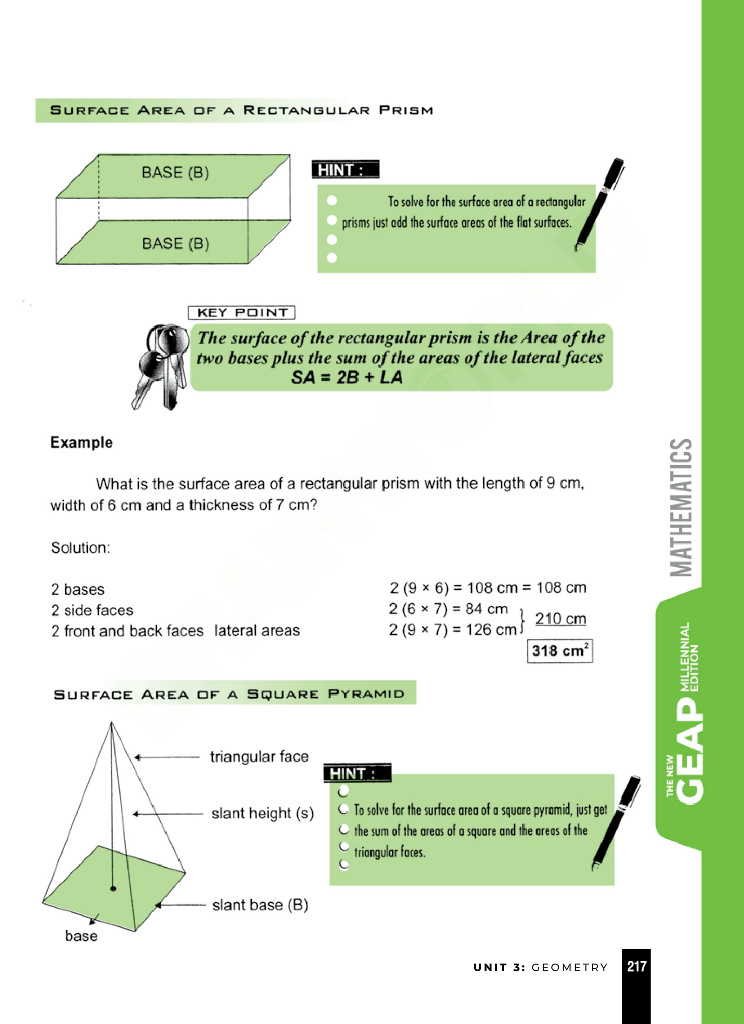 SURFACE AREA OF A RECTANGULAR PRISM
BASE (B)
BASE (B)
HINT :
To solve for the surface area of a rectangular
prisms just add the surface areas of the flat surfaces.
KEY POINT
The surface of the rectangular prism is the Area of the
two bases plus the sum of the areas of the lateral faces
SA = 2B + LA
Example
What is the surface area of a rectangular prism with the length of 9 cm,
width of 6 cm and a thickness of 7 cm?
Solution:
2 bases 2 (9 × 6) = 108 cm = 108 cm
2 side faces 2 (6 × 7) = 84 cm
2 front and back faces lateral areas 2 (9 × 7) = 126 cm } 210 cm
318 cm²
SURFACE AREA OF A SQUARE PYRAMID
triangular face
slant height (s)
slant base (B)
base
HINT :
To solve for the surface area of a square pyramid, just get
the sum of the areas of a square and the areas of the
triangular faces.
MATHEMATICS
THE NEW
GEAP
MILLENNIAL
EDITION
UNIT 3: GEOMETRY 217